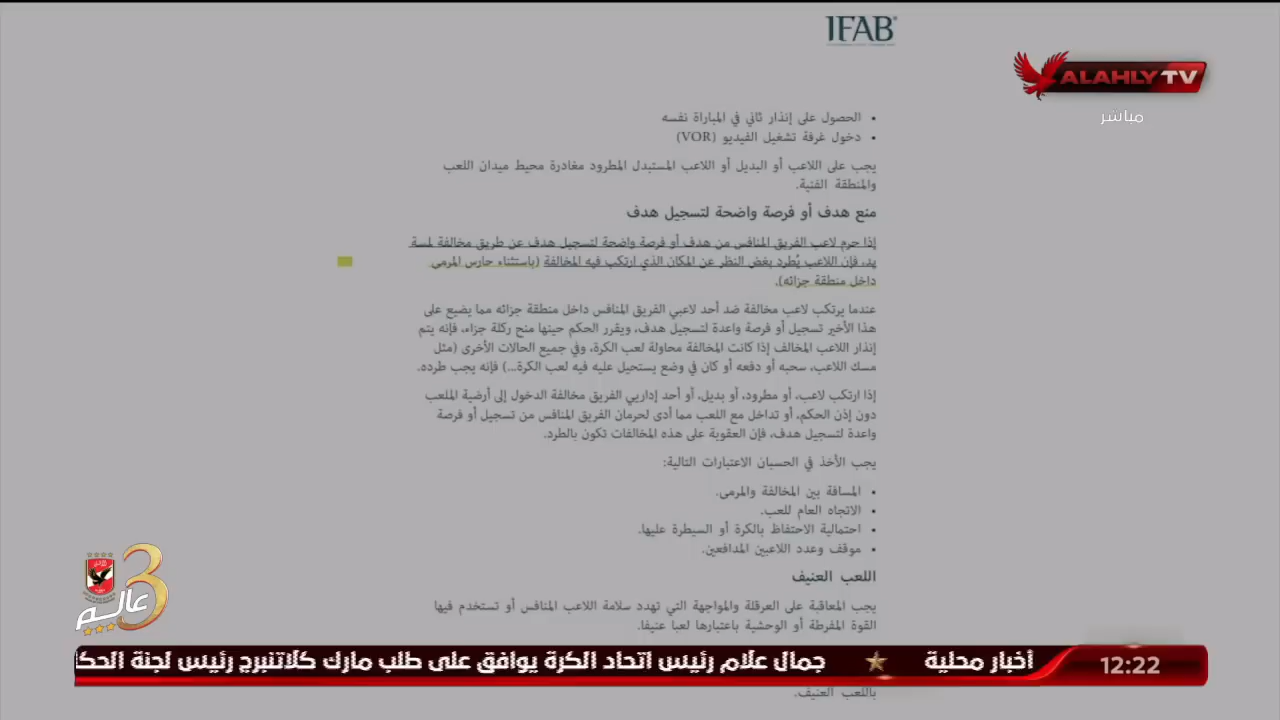 IFAB
ALAHLY TV
مباشر
• الحصول على إنذار ثاني في المباراة نفسه
• دخول غرفة تشغيل الفيديو (VOR)
يجب على اللاعب أو البديل أو اللاعب المستبدل المطرود مغادرة محيط ميدان اللعب
والمنطقة الفنية.
منع هدف أو فرصة واضحة لتسجيل هدف
إذا حرم لاعب الفريق المنافس من هدف أو فرصة واضحة لتسجيل هدف عن طريق مخالفة لمسة
يد، فإن اللاعب يُطرد بغض النظر عن المكان الذي ارتكب فيه المخالفة (باستثناء حارس المرمى
داخل منطقة جزائه).
عندما يرتكب لاعب مخالفة ضد أحد لاعبي الفريق المنافس داخل منطقة جزائه مما يضيع على
هذا الأخير تسجيل أو فرصة واعدة لتسجيل هدف، ويقرر الحكم حينها منح ركلة جزاء، فإنه يتم
إنذار اللاعب المخالف إذا كانت المخالفة محاولة لعب الكرة، وفي جميع الحالات الأخرى (مثل
مسك اللاعب، سحبه أو دفعه أو كان في وضع يستحيل عليه فيه لعب الكرة...) فإنه يجب طرده.
إذا ارتكب لاعب، أو مطرود، أو بديل، أو أحد إداريي الفريق مخالفة الدخول إلى أرضية الملعب
دون إذن الحكم، أو تداخل مع اللعب مما أدى لحرمان الفريق المنافس من تسجيل أو فرصة
واعدة لتسجيل هدف، فإن العقوبة على هذه المخالفات تكون بالطرد.
يجب الأخذ في الحسبان الاعتبارات التالية:
• المسافة بين المخالفة والمرمى.
• الاتجاه العام للعب.
• احتمالية الاحتفاظ بالكرة أو السيطرة عليها.
• موقف وعدد اللاعبين المدافعين.
اللعب العنيف
يجب المعاقبة على العرقلة والمواجهة التي تهدد سلامة اللاعب المنافس أو تستخدم فيها
القوة المفرطة أو الوحشية باعتبارها لعبا عنيفا.
3 عالم
أخبار محلية ★ جمال علام رئيس اتحاد الكرة يوافق على طلب مارك كلاتنبرج رئيس لجنة الحكا
12:22
باللعب العنيف.